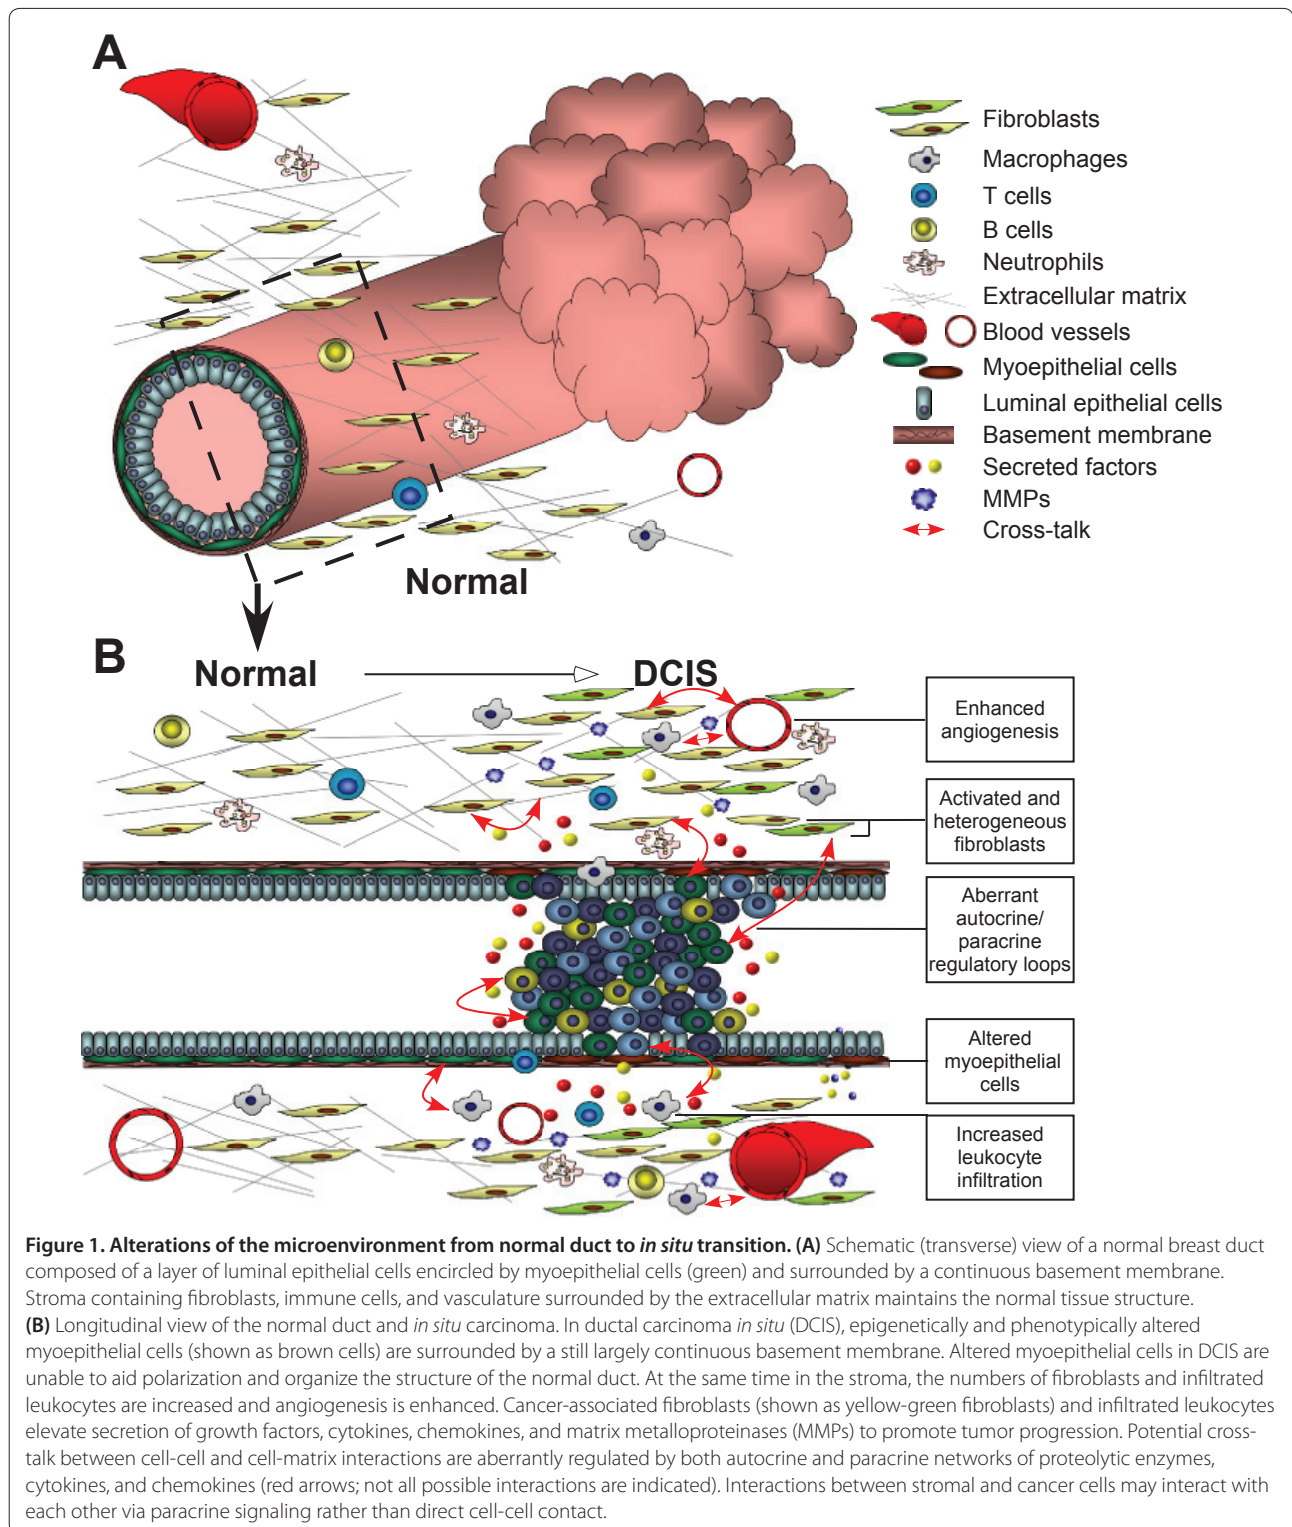 A
Fibroblasts
Macrophages
T cells
B cells
Neutrophils
Extracellular matrix
Blood vessels
Myoepithelial cells
Luminal epithelial cells
Basement membrane
Secreted factors
MMPs
Cross-talk
Normal
B
Normal
DCIS
Enhanced
angiogenesis
Activated and
heterogeneous
fibroblasts
Aberrant
autocrine/
paracrine
regulatory loops
Altered
myoepithelial
cells
Increased
leukocyte
infiltration
Figure 1. Alterations of the microenvironment from normal duct to in situ transition. (A) Schematic (transverse) view of a normal breast duct
composed of a layer of luminal epithelial cells encircled by myoepithelial cells (green) and surrounded by a continuous basement membrane.
Stroma containing fibroblasts, immune cells, and vasculature surrounded by the extracellular matrix maintains the normal tissue structure.
(B) Longitudinal view of the normal duct and in situ carcinoma. In ductal carcinoma in situ (DCIS), epigenetically and phenotypically altered
myoepithelial cells (shown as brown cells) are surrounded by a still largely continuous basement membrane. Altered myoepithelial cells in DCIS are
unable to aid polarization and organize the structure of the normal duct. At the same time in the stroma, the numbers of fibroblasts and infiltrated
leukocytes are increased and angiogenesis is enhanced. Cancer-associated fibroblasts (shown as yellow-green fibroblasts) and infiltrated leukocytes
elevate secretion of growth factors, cytokines, chemokines, and matrix metalloproteinases (MMPs) to promote tumor progression. Potential cross-
talk between cell-cell and cell-matrix interactions are aberrantly regulated by both autocrine and paracrine networks of proteolytic enzymes,
cytokines, and chemokines (red arrows; not all possible interactions are indicated). Interactions between stromal and cancer cells may interact with
each other via paracrine signaling rather than direct cell-cell contact.